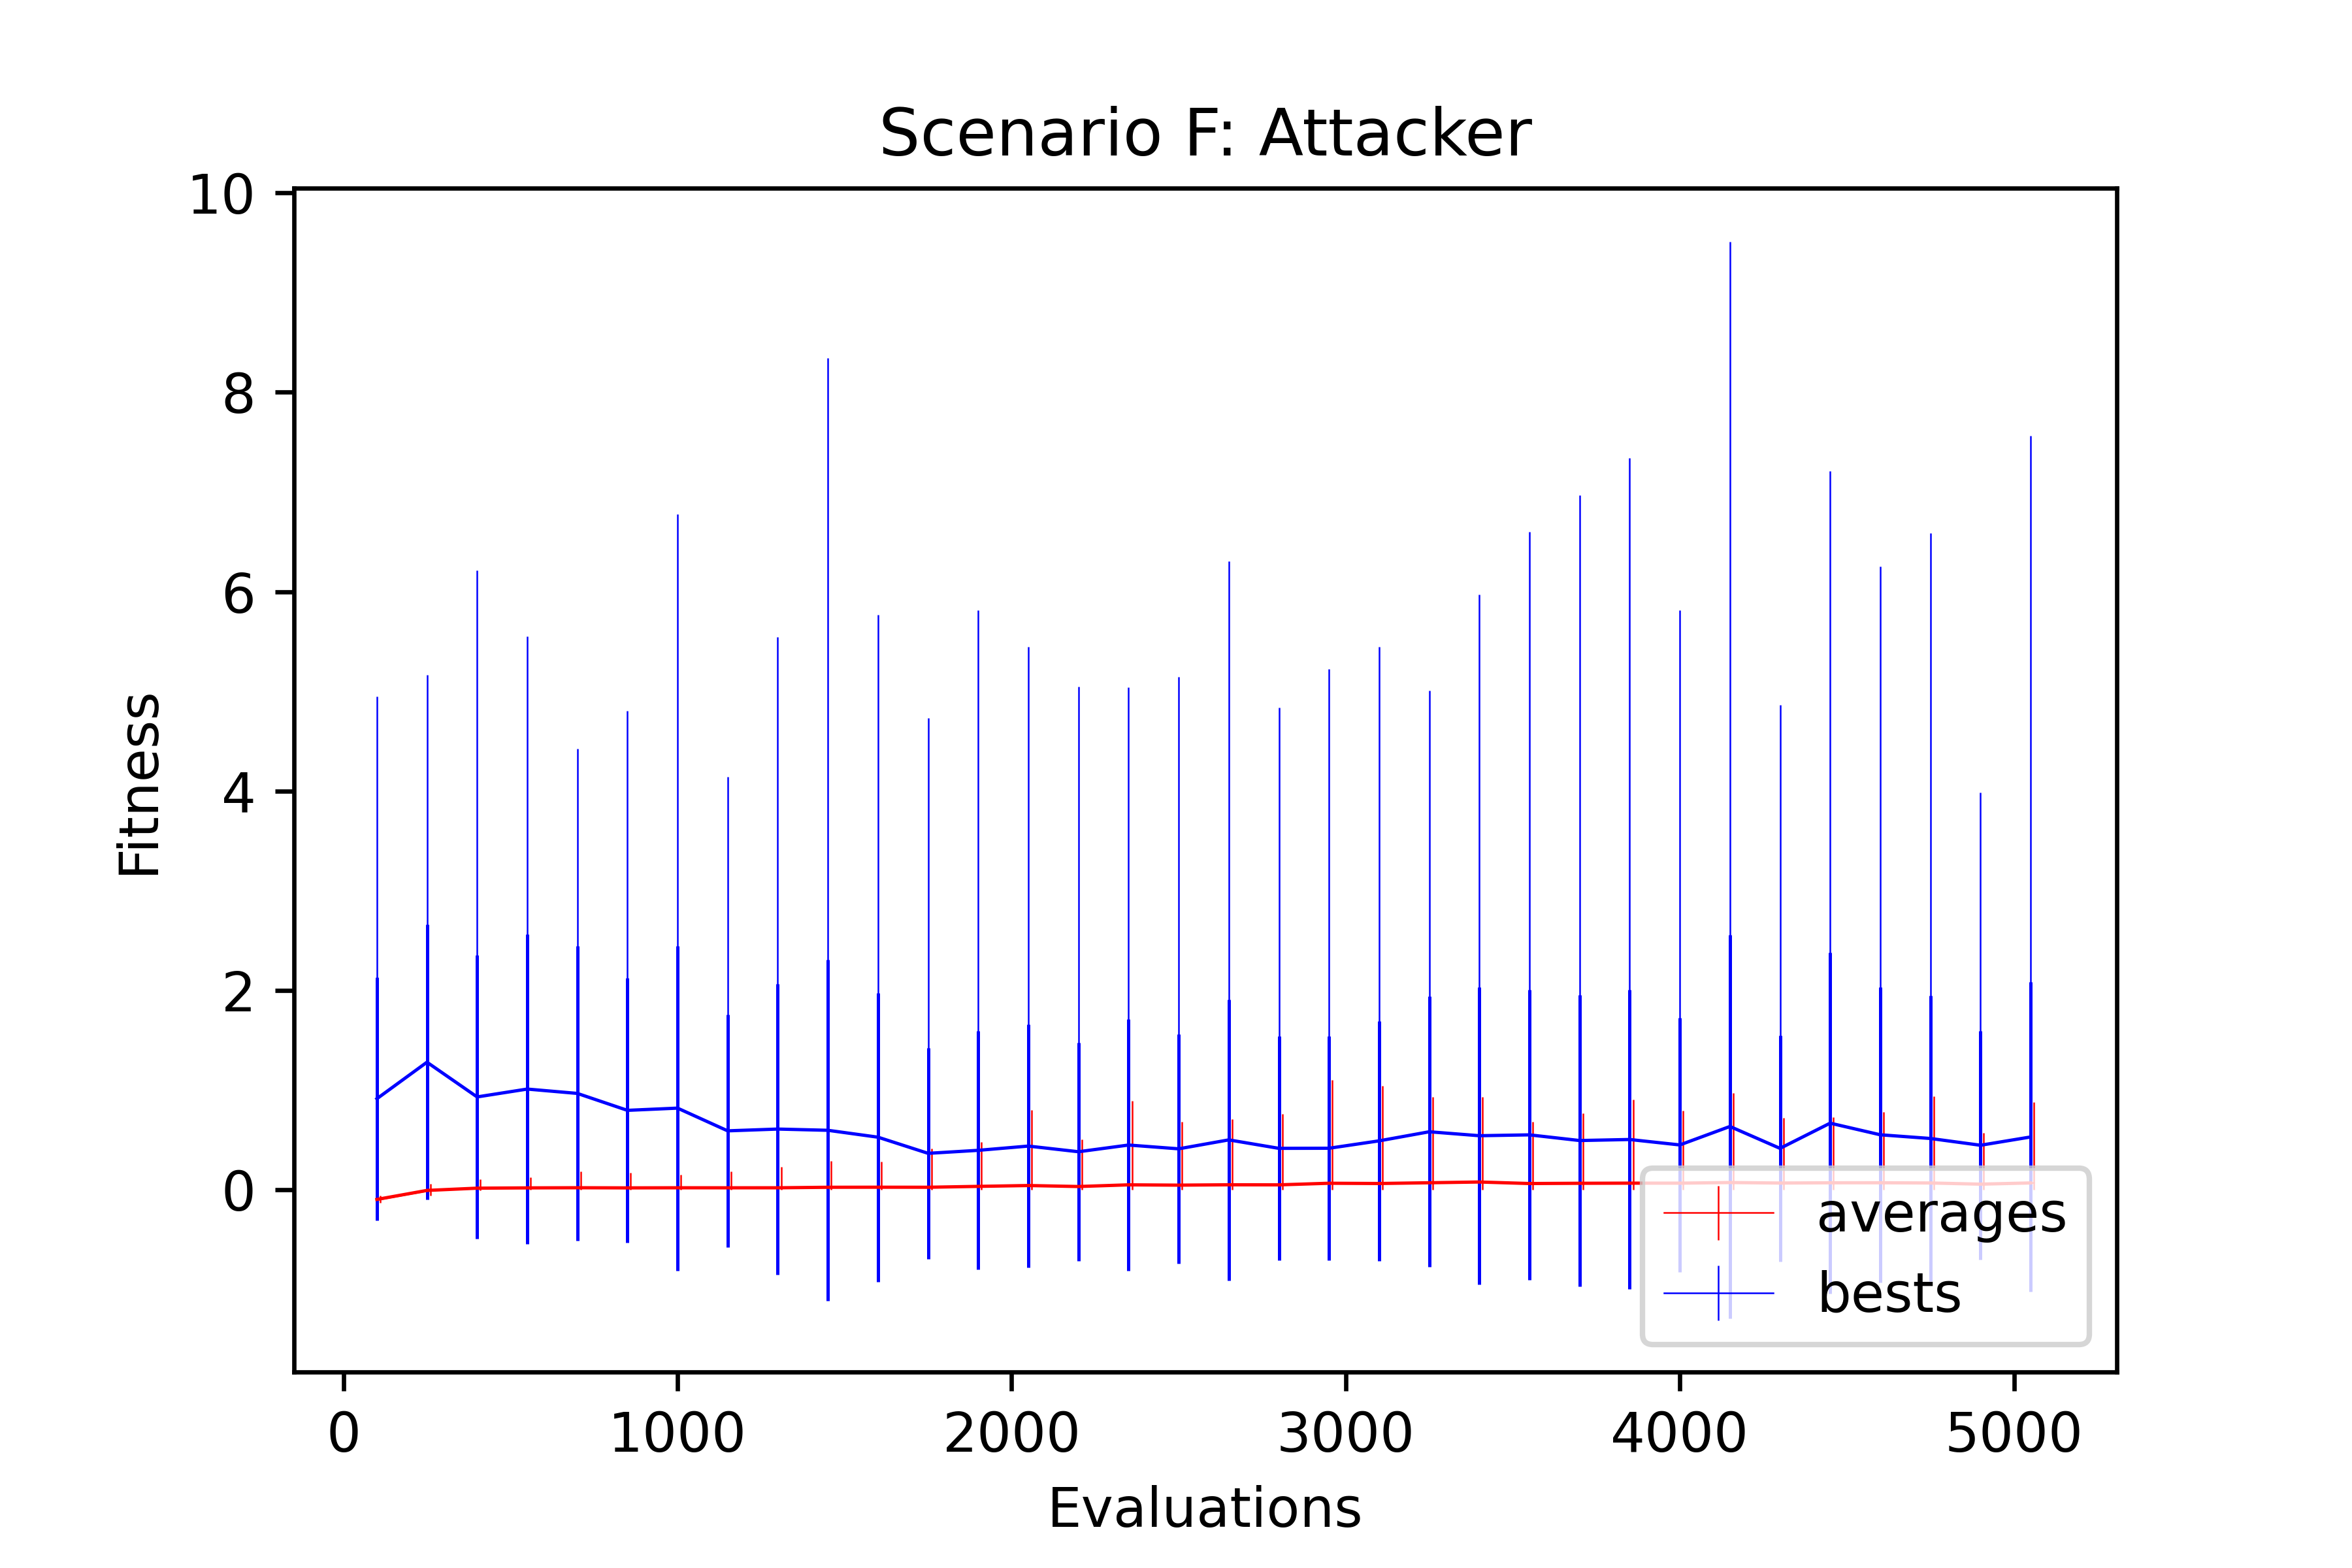 Scenario F: Attacker
10
8
6
4
2
0
Fitness
0 1000 2000 3000 4000 5000
Evaluations
averages
bests